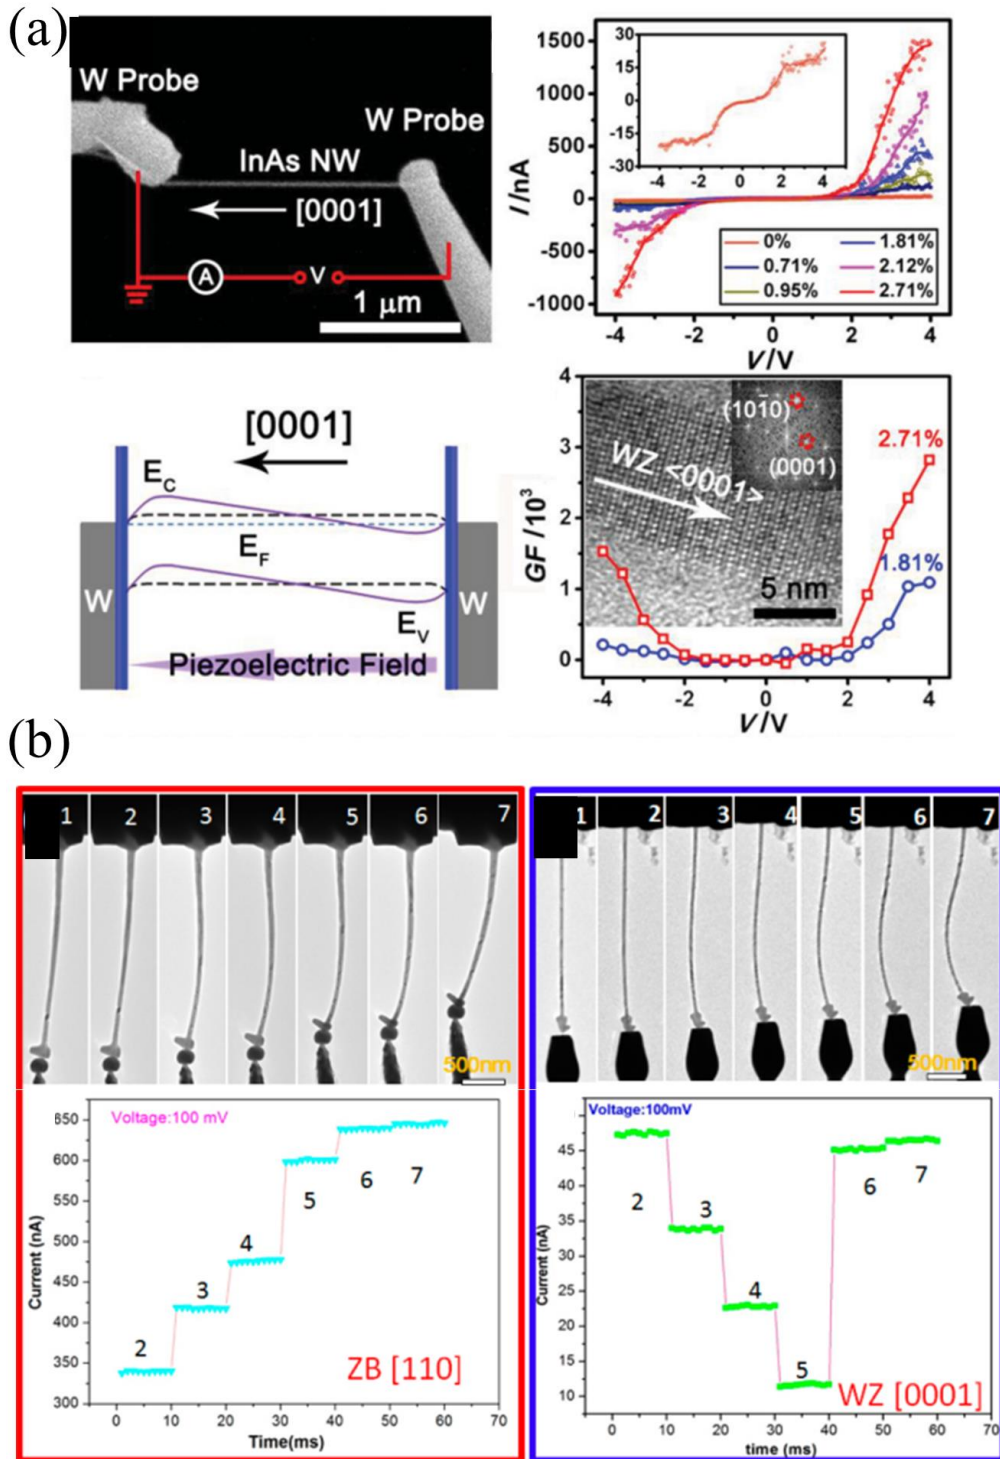 (a)
W Probe
W Probe
InAs NW
[0001]
A
V
1 μm
I/nA
1500
1000
500
0
-500
-1000
30
15
0
-15
-30
-4 -2 0 2 4
0% 1.81%
0.71% 2.12%
0.95% 2.71%
-4 -2 0 2 4
V/V
[0001]
E_C
E_F
E_V
W
W
Piezoelectric Field
GF /10³
4
3
2
1
0
(101̄0)
(0001)
WZ <0001>
5 nm
2.71%
1.81%
-4 -2 0 2 4
V/V
(b)
1 2 3 4 5 6 7
500nm
1 2 3 4 5 6 7
500nm
Voltage:100 mV
Current (nA)
650
600
550
500
450
400
350
300
2
3
4
5
6
7
ZB [110]
0 10 20 30 40 50 60 70
Time(ms)
Voltage:100mV
Current (nA)
45
40
35
30
25
20
15
10
2
3
4
5
6
7
WZ [0001]
0 10 20 30 40 50 60 70
time (ms)